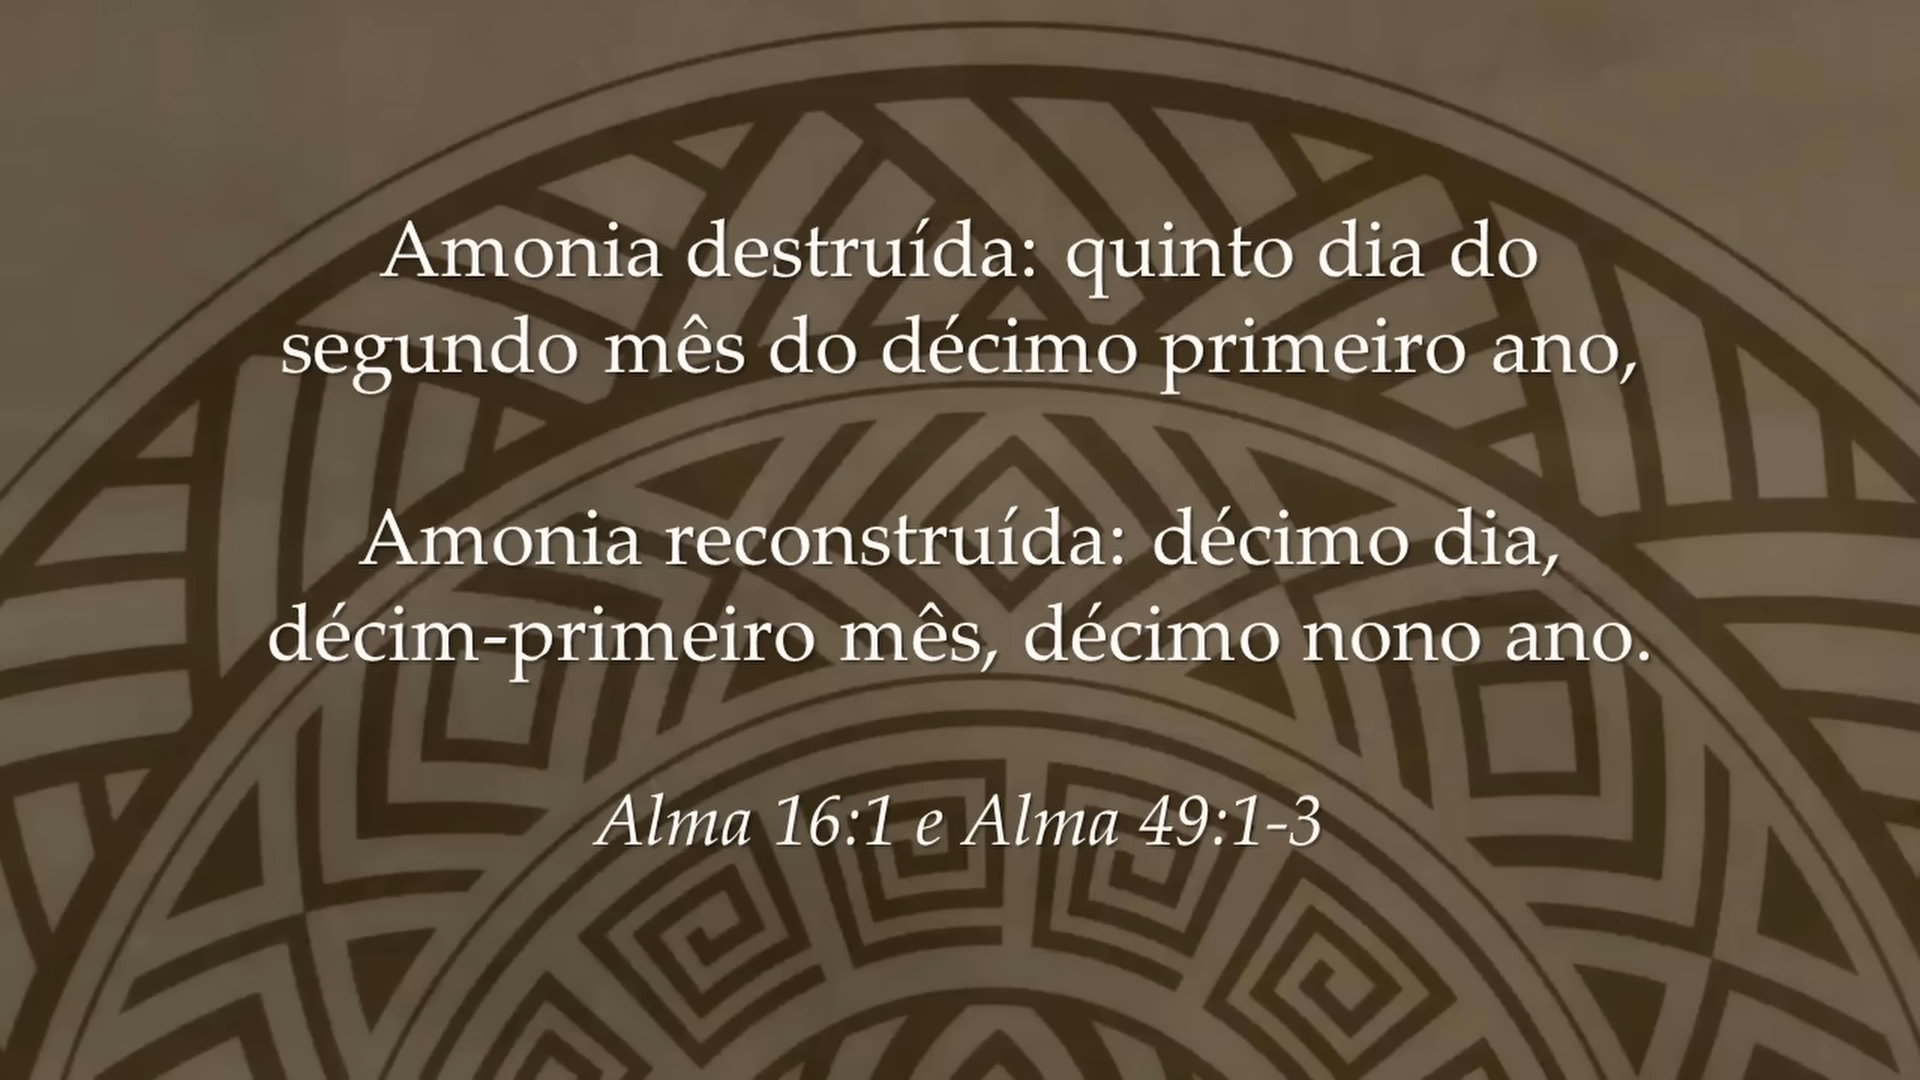 Amonia destruída: quinto dia do
segundo mês do décimo primeiro ano,
Amonia reconstruída: décimo dia,
décim-primeiro mês, décimo nono ano.
Alma 16:1 e Alma 49:1-3